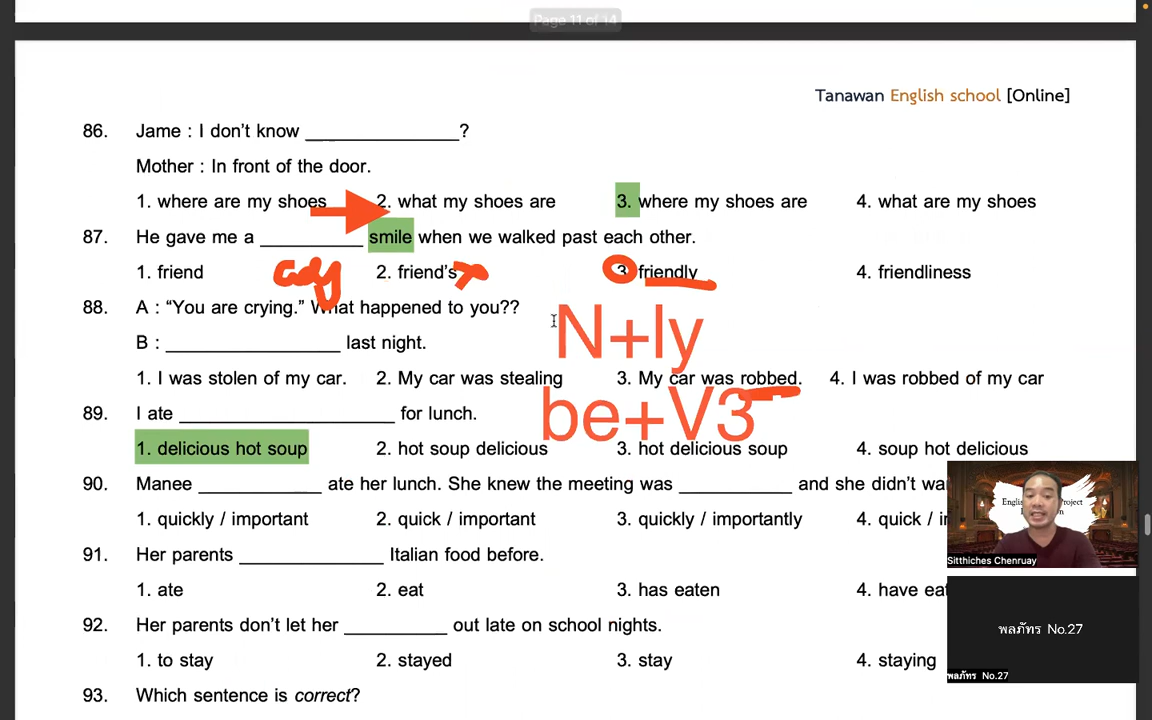 Page 11 of 14
Tanawan English school [Online]
86. Jame : I don't know ________________?
Mother : In front of the door.
1. where are my shoes 2. what my shoes are 3. where my shoes are 4. what are my shoes
87. He gave me a ___________ smile when we walked past each other.
1. friend adj 2. friend's x 3. friendly 4. friendliness
88. A : “You are crying.” What happened to you??
N+ly
B : __________________ last night.
1. I was stolen of my car. 2. My car was stealing 3. My car was robbed. 4. I was robbed of my car
be+V3
89. I ate _______________________ for lunch.
1. delicious hot soup 2. hot soup delicious 3. hot delicious soup 4. soup hot delicious
90. Manee _____________ ate her lunch. She knew the meeting was ____________ and she didn't
1. quickly / important 2. quick / important 3. quickly / importantly 4. quick /
91. Her parents _______________ Italian food before.
1. ate 2. eat 3. has eaten 4. have
92. Her parents don't let her ___________ out late on school nights.
1. to stay 2. stayed 3. stay 4. staying
93. Which sentence is correct?
Sitthiches Chenruay
พลภัทร No.27
พลภัทร No.27